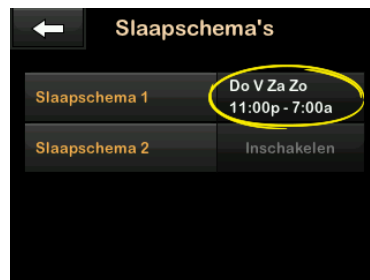 Slaapschema's
Slaapschema 1
Do V Za Zo
11:00p - 7:00a
Slaapschema 2
Inschakelen